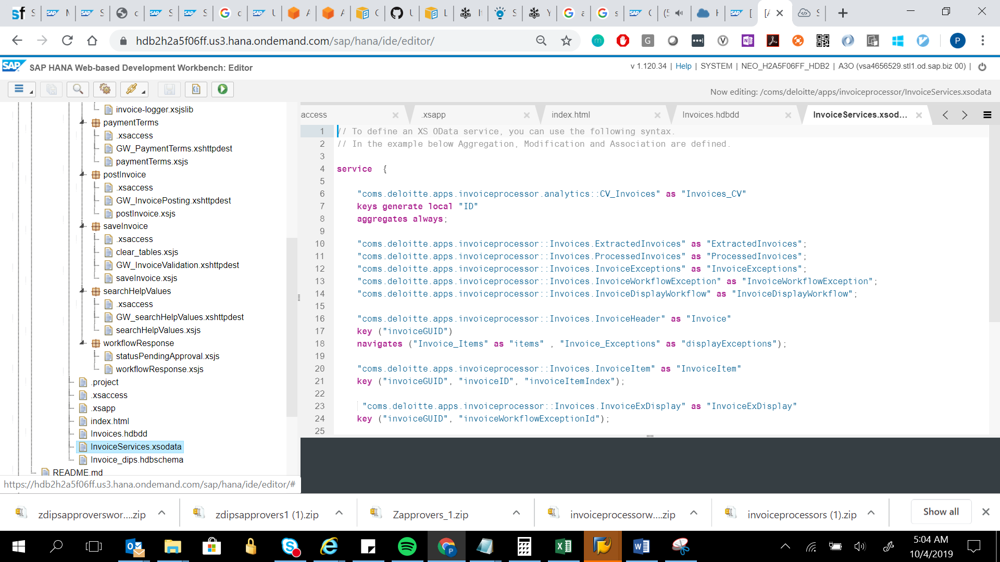 hdb2h2a5f06ff.us3.hana.ondemand.com/sap/hana/ide/editor/
SAP SAP HANA Web-based Development Workbench: Editor
v 1.120.34 | Help | SYSTEM | NEO_H2A5F06FF_HDB2 | A3O (vsa4656529.stl1.od.sap.biz 00) |
Now editing: /coms/deloitte/apps/invoiceprocessor/InvoiceServices.xsodata
invoice-logger.xsjslib
paymentTerms
.xsaccess
GW_PaymentTerms.xshttpdest
paymentTerms.xsjs
postInvoice
.xsaccess
GW_InvoicePosting.xshttpdest
postInvoice.xsjs
saveInvoice
.xsaccess
clear_tables.xsjs
GW_InvoiceValidation.xshttpdest
saveInvoice.xsjs
searchHelpValues
.xsaccess
GW_searchHelpValues.xshttpdest
searchHelpValues.xsjs
workflowResponse
statusPendingApproval.xsjs
workflowResponse.xsjs
.project
.xsaccess
.xsapp
index.html
Invoices.hdbdd
InvoiceServices.xsodata
Invoice_dips.hdbschema
README.md
https://hdb2h2a5f06ff.us3.hana.ondemand.com/sap/hana/ide/editor/#
access .xsapp index.html Invoices.hdbdd InvoiceServices.xsod...
1 // To define an XS OData service, you can use the following syntax.
2 // In the example below Aggregation, Modification and Association are defined.
3
4 service {
5
6 "coms.deloitte.apps.invoiceprocessor.analytics::CV_Invoices" as "Invoices_CV"
7 keys generate local "ID"
8 aggregates always;
9
10 "coms.deloitte.apps.invoiceprocessor::Invoices.ExtractedInvoices" as "ExtractedInvoices";
11 "coms.deloitte.apps.invoiceprocessor::Invoices.ProcessedInvoices" as "ProcessedInvoices";
12 "coms.deloitte.apps.invoiceprocessor::Invoices.InvoiceExceptions" as "InvoiceExceptions";
13 "coms.deloitte.apps.invoiceprocessor::Invoices.InvoiceWorkflowException" as "InvoiceWorkflowException";
14 "coms.deloitte.apps.invoiceprocessor::Invoices.InvoiceDisplayWorkflow" as "InvoiceDisplayWorkflow";
15
16 "coms.deloitte.apps.invoiceprocessor::Invoices.InvoiceHeader" as "Invoice"
17 key ("invoiceGUID")
18 navigates ("Invoice_Items" as "items" , "Invoice_Exceptions" as "displayExceptions");
19
20 "coms.deloitte.apps.invoiceprocessor::Invoices.InvoiceItem" as "InvoiceItem"
21 key ("invoiceGUID", "invoiceID", "invoiceItemIndex");
22
23 "coms.deloitte.apps.invoiceprocessor::Invoices.InvoiceExDisplay" as "InvoiceExDisplay"
24 key ("invoiceGUID", "invoiceWorkflowExceptionId");
25
zdipsapproverswor....zip
zdipsapprovers1 (1).zip
Zapprovers_1.zip
invoiceprocessorw....zip
invoiceprocessors (1).zip
Show all
5:04 AM
10/4/2019